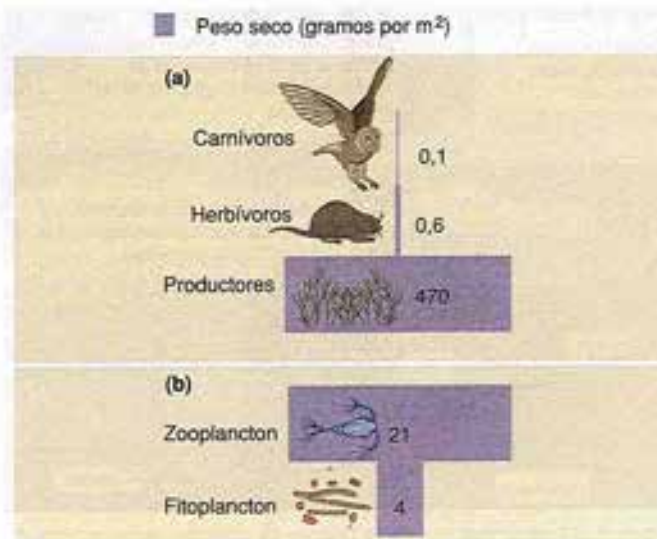 Peso seco (gramos por m²)
(a)
Carnívoros
0,1
Herbívoros
0,6
Productores
470
(b)
Zooplancton
21
Fitoplancton
4